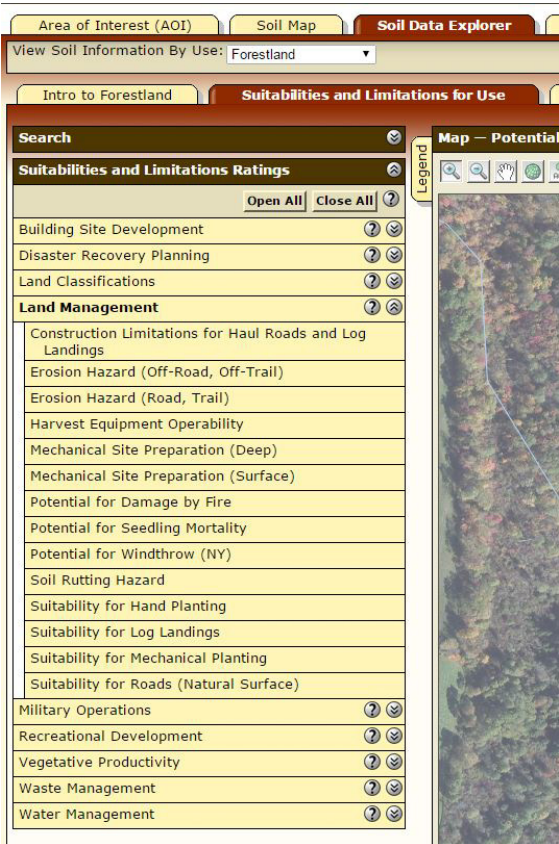 Area of Interest (AOI)
Soil Map
Soil Data Explorer
View Soil Information By Use: Forestland
Intro to Forestland
Suitabilities and Limitations for Use
Search
Suitabilities and Limitations Ratings
Open All Close All ?
Building Site Development ?
Disaster Recovery Planning ?
Land Classifications ?
Land Management ?
Construction Limitations for Haul Roads and Log
Landings
Erosion Hazard (Off-Road, Off-Trail)
Erosion Hazard (Road, Trail)
Harvest Equipment Operability
Mechanical Site Preparation (Deep)
Mechanical Site Preparation (Surface)
Potential for Damage by Fire
Potential for Seedling Mortality
Potential for Windthrow (NY)
Soil Rutting Hazard
Suitability for Hand Planting
Suitability for Log Landings
Suitability for Mechanical Planting
Suitability for Roads (Natural Surface)
Military Operations ?
Recreational Development ?
Vegetative Productivity ?
Waste Management ?
Water Management ?
Legend
Map — Potential